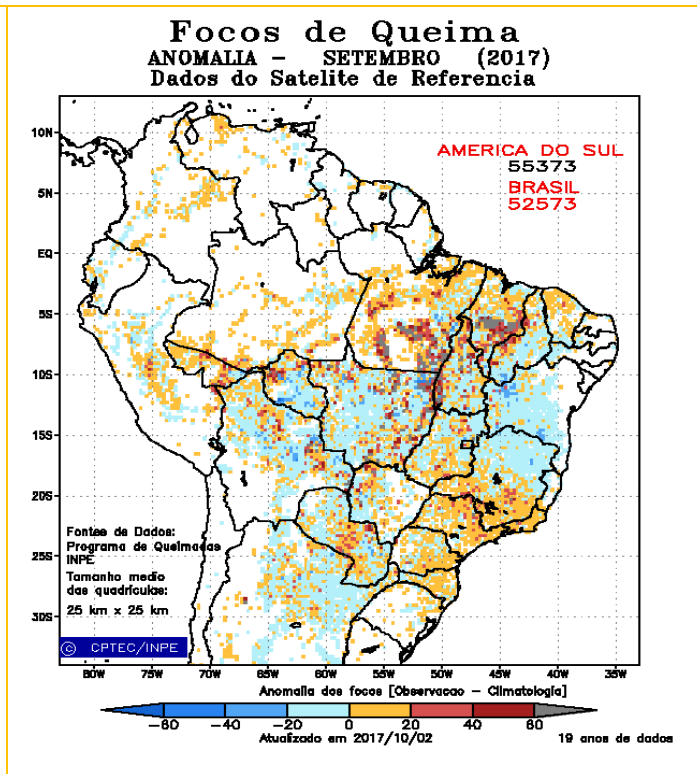 Focos de Queima
ANOMALIA – SETEMBRO (2017)
Dados do Satelite de Referencia
10N
5N
EQ
5S
10S
15S
20S
25S
30S
AMERICA DO SUL
55373
BRASIL
52573
Fontes de Dados:
Programa de Queimadas
INPE
Tamanho medio
das quadriculas:
25 km x 25 km
© CPTEC/INPE
80W 75W 70W 65W 60W 55W 50W 45W 40W 35W
Anomalia dos focos [Observacao – Climatologia]
−60 −40 −20 0 20 40 60
Atualizado em 2017/10/02 19 anos de dados